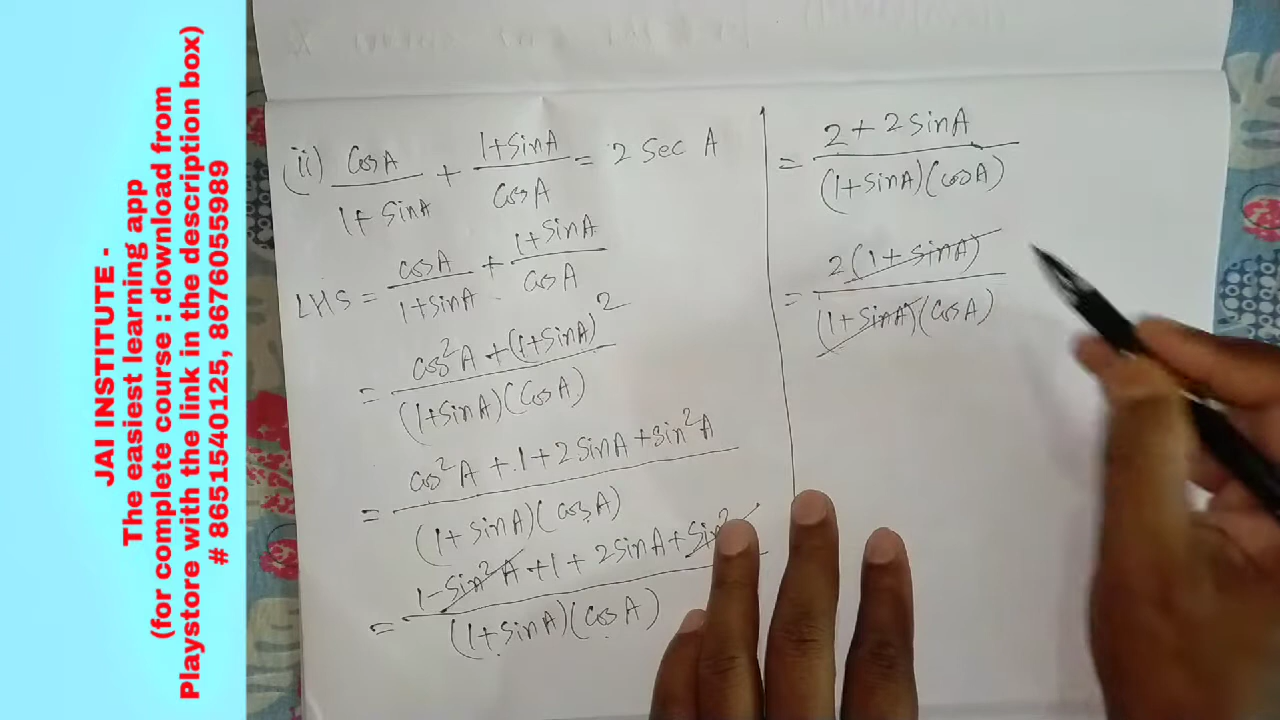 JAI INSTITUTE -
The easiest learning app
(for complete course : download from
Playstore with the link in the description box)
# 8651540125, 8676055989
(ii) CosA/(1+SinA) + (1+SinA)/CosA = 2 Sec A
LHS = cosA/(1+sinA) + (1+sinA)/CosA
= (cos²A + (1+sinA)²)/((1+SinA)(CosA))
= (cos²A + 1 + 2SinA + sin²A)/((1+sinA)(cosA))
= (1-Sin²A + 1 + 2SinA + Sin²)/((1+sinA)(cosA))
= (2 + 2SinA)/((1+SinA)(cosA))
= 2(1+sinA)/((1+SinA)(CosA))